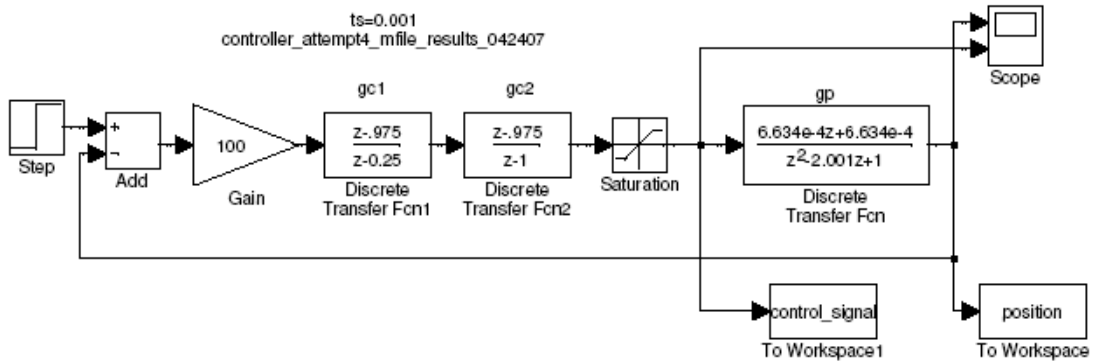 ts=0.001
controller_attempt4_mfile_results_042407
gc1
gc2
gp
Scope
+
−
Step
Add
100
Gain
z-.975
z-0.25
Discrete
Transfer Fcn1
z-.975
z-1
Discrete
Transfer Fcn2
Saturation
6.634e-4z+6.634e-4
z²-2.001z+1
Discrete
Transfer Fcn
control_signal
To Workspace1
position
To Workspace